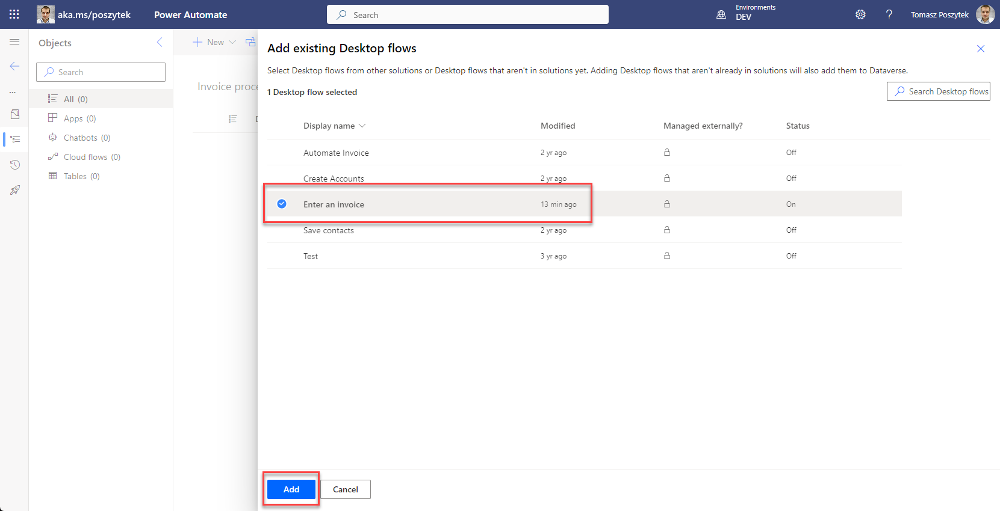 aka.ms/poszytek
Power Automate
Search
Environments
DEV
?
Tomasz Poszytek
Objects
Search
All (0)
Apps (0)
Chatbots (0)
Cloud flows (0)
Tables (0)
New
Invoice proc
Add existing Desktop flows
Select Desktop flows from other solutions or Desktop flows that aren't in solutions yet. Adding Desktop flows that aren't already in solutions will also add them to Dataverse.
1 Desktop flow selected
Search Desktop flows
Display name Modified Managed externally? Status
Automate Invoice 2 yr ago Off
Create Accounts 2 yr ago Off
Enter an invoice 13 min ago On
Save contacts 2 yr ago Off
Test 3 yr ago Off
Add
Cancel